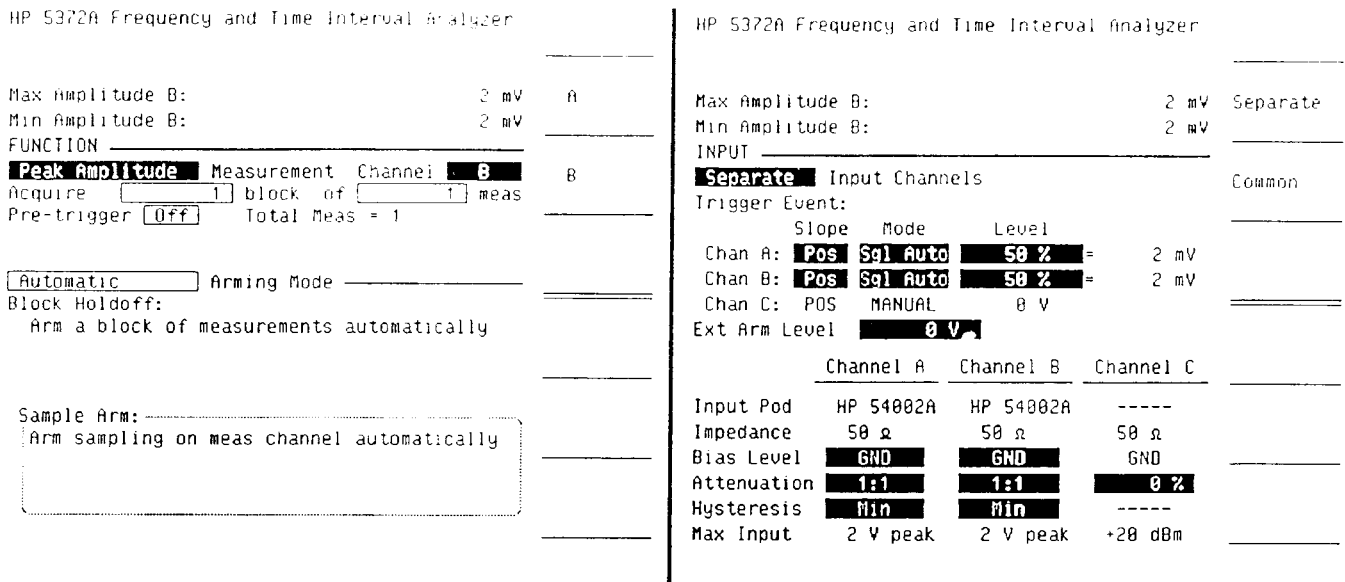 HP 5372A Frequency and Time Interval Analyzer
Max Amplitude B: 2 mV
A
Min Amplitude B: 2 mV
FUNCTION
Peak Amplitude Measurement Channel B
B
Acquire 1 block of 1 meas
Pre-trigger Off Total Meas = 1
Automatic Arming Mode
Block Holdoff:
Arm a block of measurements automatically
Sample Arm:
Arm sampling on meas channel automatically
HP 5372A Frequency and Time Interval Analyzer
Max Amplitude B: 2 mV
Separate
Min Amplitude B: 2 mV
INPUT
Separate Input Channels
Common
Trigger Event:
Slope Mode Level
Chan A: Pos Sgl Auto 50 % = 2 mV
Chan B: Pos Sgl Auto 50 % = 2 mV
Chan C: POS MANUAL 0 V
Ext Arm Level 0 V
Channel A Channel B Channel C
Input Pod HP 54002A HP 54002A -----
Impedance 50 Ω 50 Ω 50 Ω
Bias Level GND GND GND
Attenuation 1:1 1:1 0 %
Hysteresis Min Min -----
Max Input 2 V peak 2 V peak +20 dBm